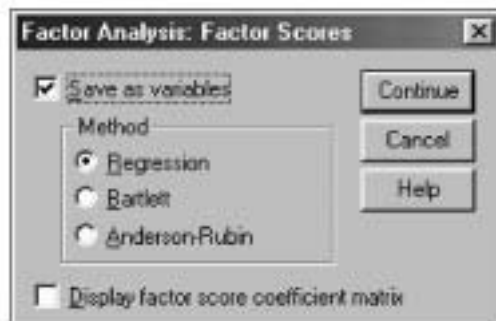 Factor Analysis: Factor Scores
Save as variables
Continue
Method
Cancel
Regression
Help
Bartlett
Anderson-Rubin
Display factor score coefficient matrix